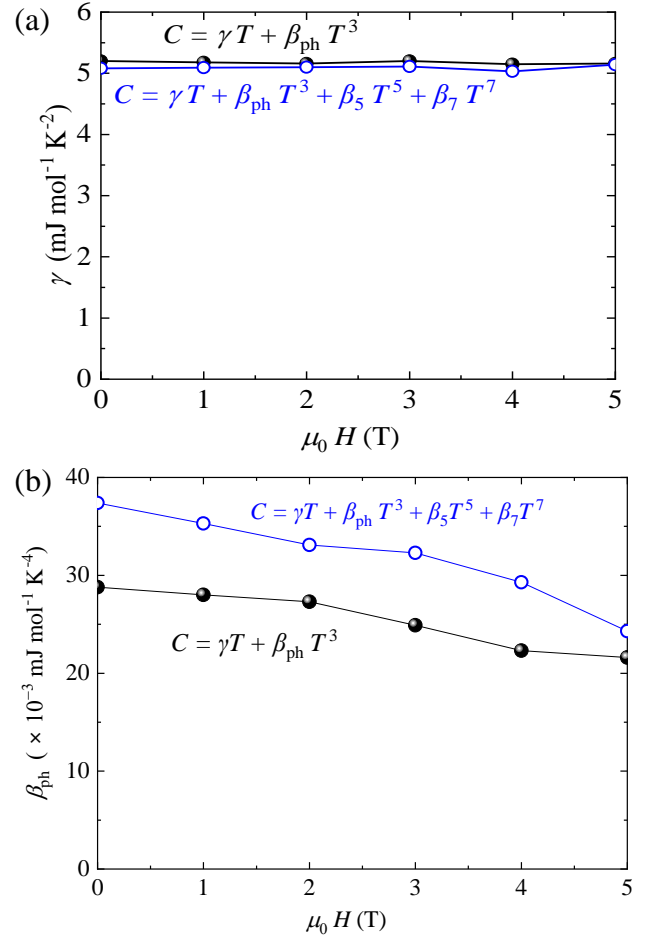 (a)
C = γ T + β_ph T^3
C = γ T + β_ph T^3 + β_5 T^5 + β_7 T^7
γ (mJ mol^-1 K^-2)
6
5
4
3
2
1
0
0 1 2 3 4 5
μ_0 H (T)
(b)
C = γT + β_ph T^3 + β_5T^5 + β_7T^7
C = γT + β_ph T^3
β_ph ( × 10^−3 mJ mol^-1 K^-4)
40
30
20
10
0
0 1 2 3 4 5
μ_0 H (T)